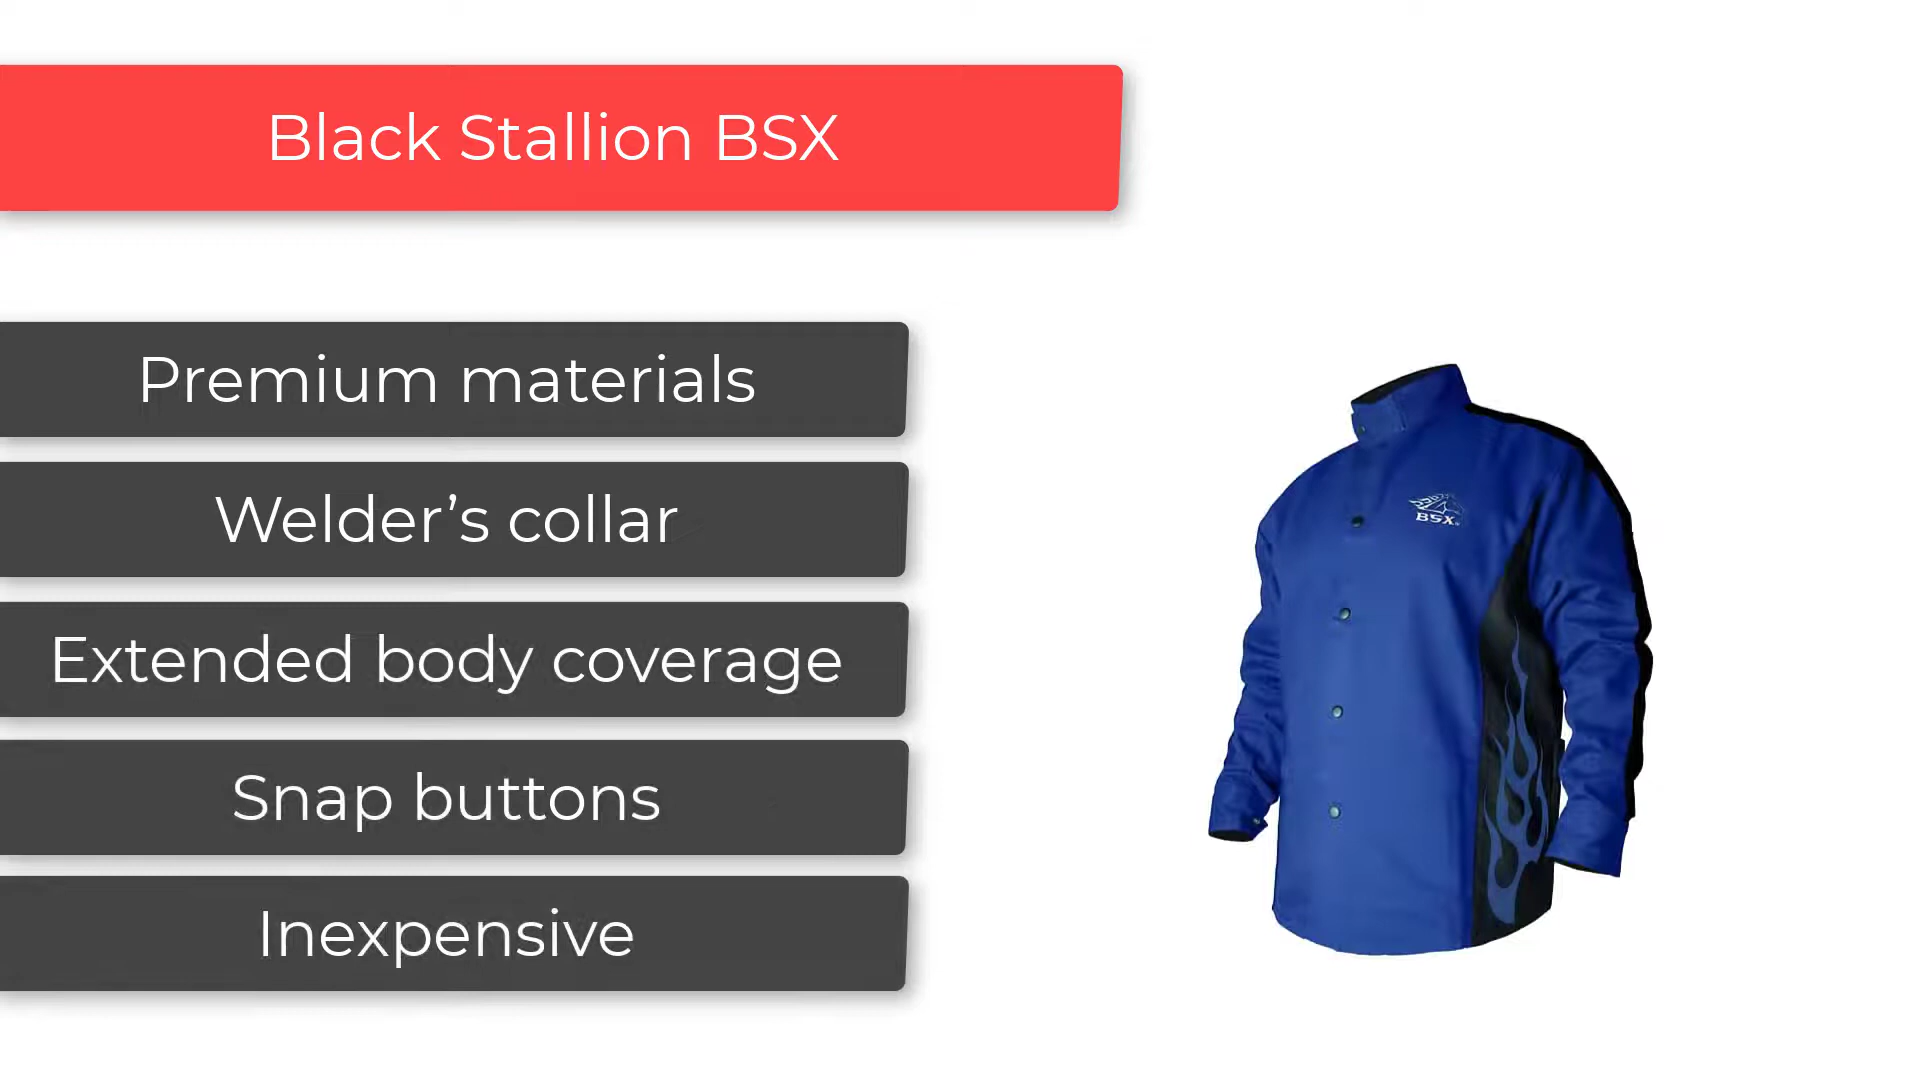 Black Stallion BSX
Premium materials
Welder’s collar
Extended body coverage
Snap buttons
Inexpensive
BSX